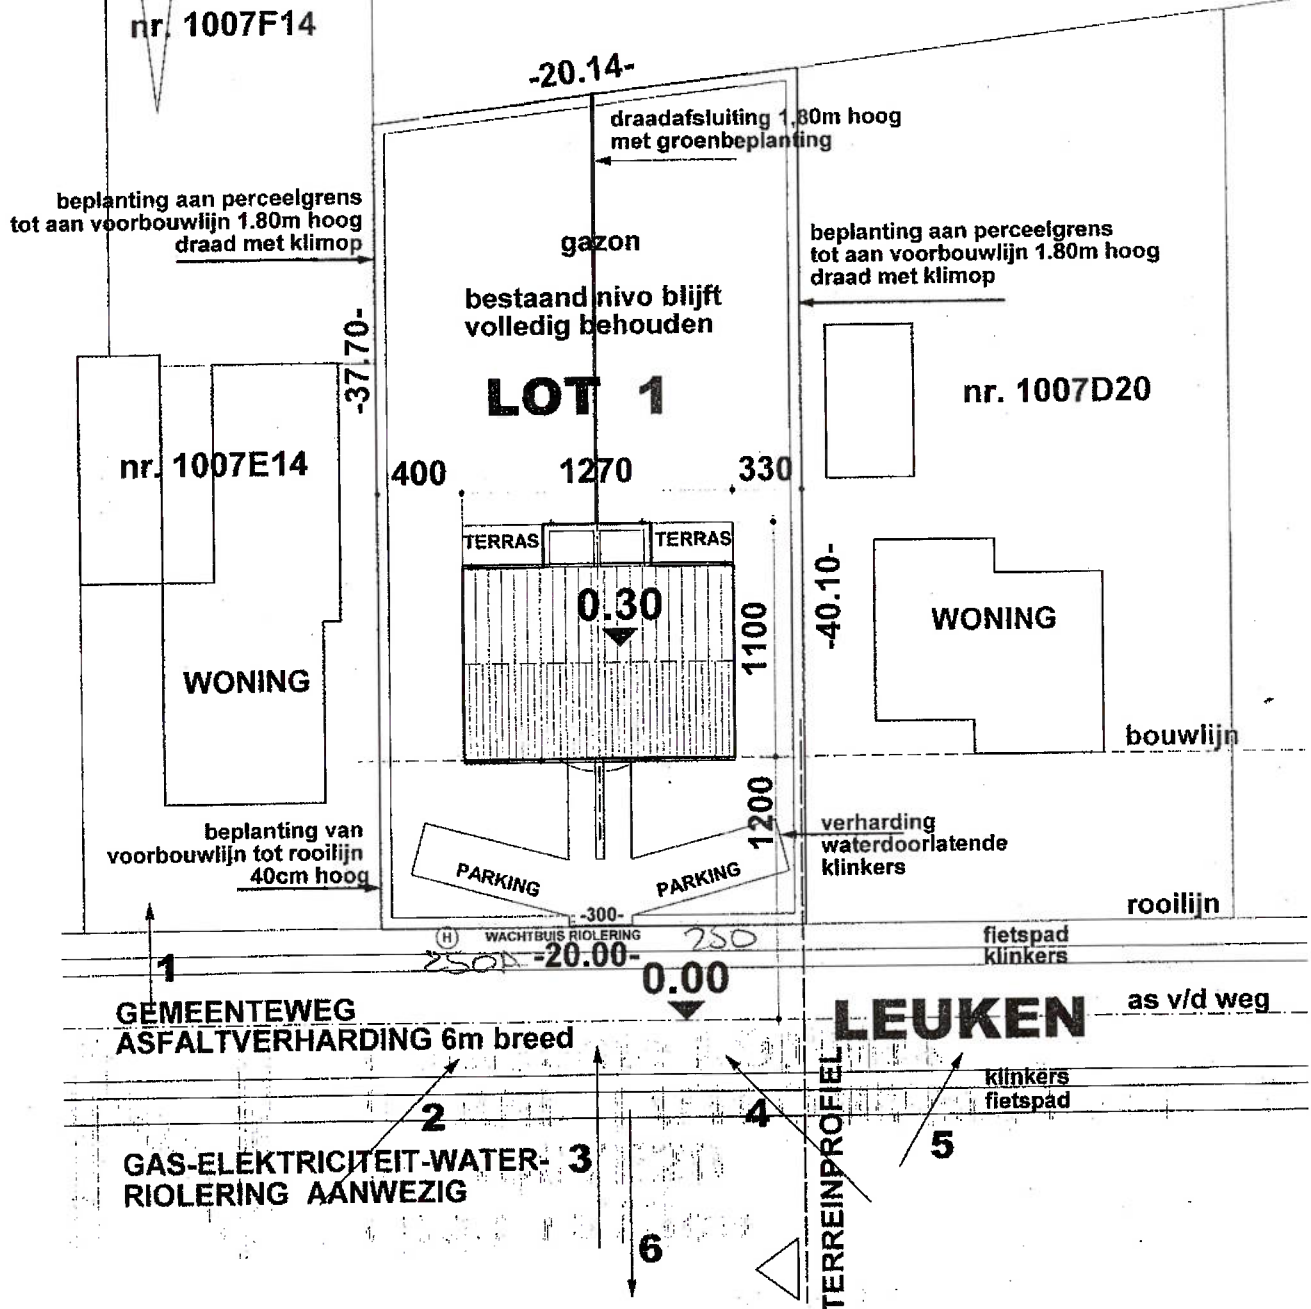 nr. 1007F14
-20.14-
draadafsluiting 1,80m hoog
met groenbeplanting
beplanting aan perceelgrens
tot aan voorbouwlijn 1.80m hoog
draad met klimop
gazon
beplanting aan perceelgrens
tot aan voorbouwlijn 1.80m hoog
draad met klimop
bestaand nivo blijft
volledig behouden
-37.70-
LOT 1
nr. 1007D20
nr. 1007E14
400
1270
330
TERRAS
TERRAS
0.30
1100
-40.10-
WONING
WONING
bouwlijn
1200
beplanting van
voorbouwlijn tot rooilijn
40cm hoog
verharding
waterdoorlatende
klinkers
PARKING
PARKING
-300-
rooilijn
H
WACHTBUIS RIOLERING
250
fietspad
klinkers
-20.00-
1
0.00
GEMEENTEWEG
ASFALTVERHARDING 6m breed
LEUKEN
as v/d weg
klinkers
fietspad
2
3
4
5
GAS-ELEKTRICITEIT-WATER-
RIOLERING AANWEZIG
6
TERREINPROFIEL